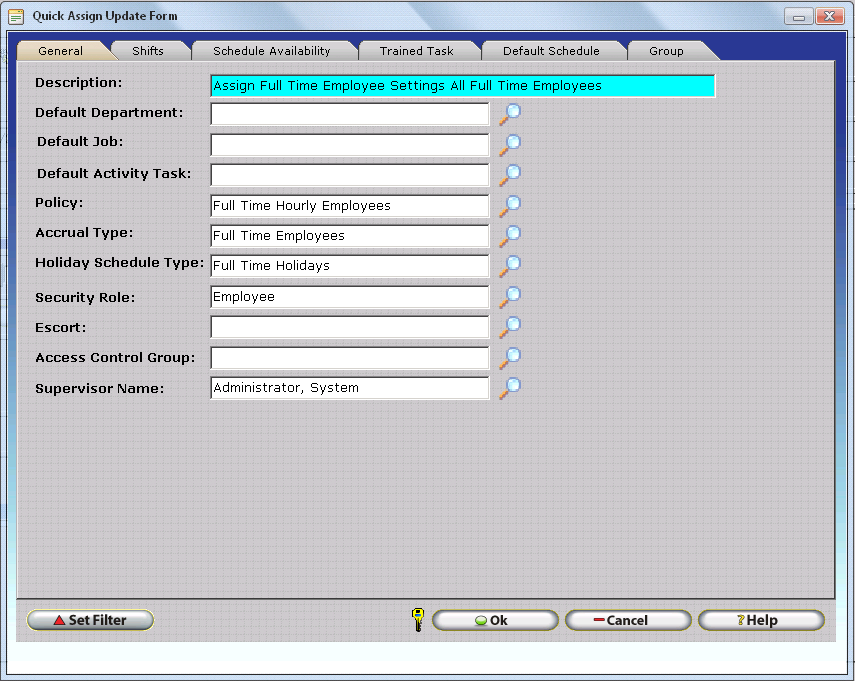 Quick Assign Update Form
General Shifts Schedule Availability Trained Task Default Schedule Group
Description: Assign Full Time Employee Settings All Full Time Employees
Default Department:
Default Job:
Default Activity Task:
Policy: Full Time Hourly Employees
Accrual Type: Full Time Employees
Holiday Schedule Type: Full Time Holidays
Security Role: Employee
Escort:
Access Control Group:
Supervisor Name: Administrator, System
Set Filter Ok Cancel ?Help